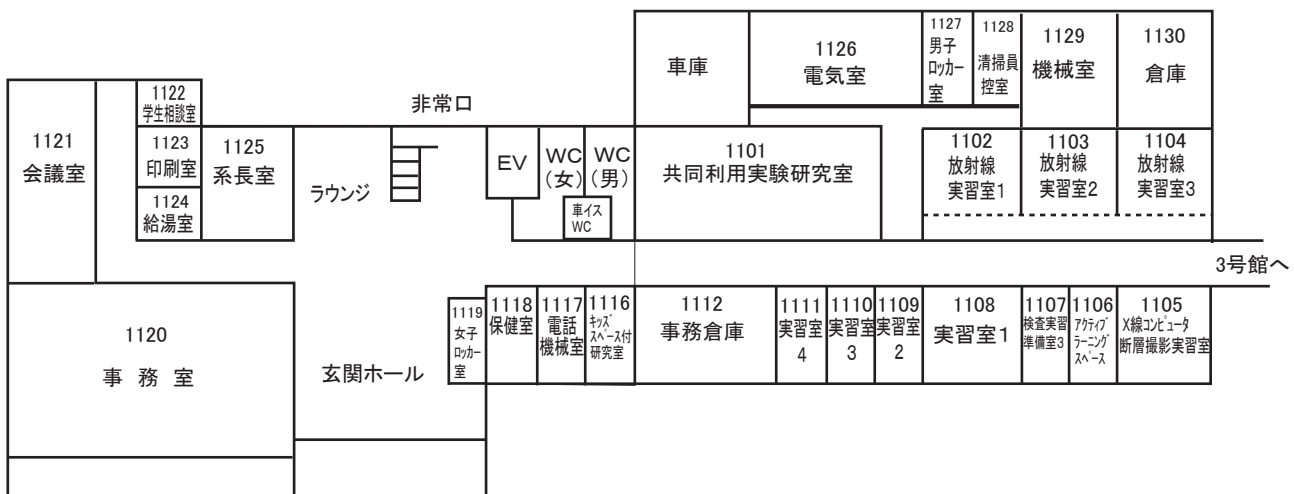 1121
会議室
1122
学生相談室
1123
印刷室
1124
給湯室
1125
系長室
ラウンジ
非常口
EV
WC
(女)
WC
(男)
車イス
WC
車庫
1126
電気室
1127
男子
ロッカー
室
1128
清掃員
控室
1129
機械室
1130
倉庫
1101
共同利用実験研究室
1102
放射線
実習室1
1103
放射線
実習室2
1104
放射線
実習室3
3号館へ
1120
事 務 室
玄関ホール
1119
女子
ロッカー
室
1118
保健室
1117
電話
機械室
1116
キッズ
スペース付
研究室
1112
事務倉庫
1111
実習室
4
1110
実習室
3
1109
実習室
2
1108
実習室1
1107
検査実習
準備室3
1106
アクティブ
ラーニング
スペース
1105
X線コンピュータ
断層撮影実習室